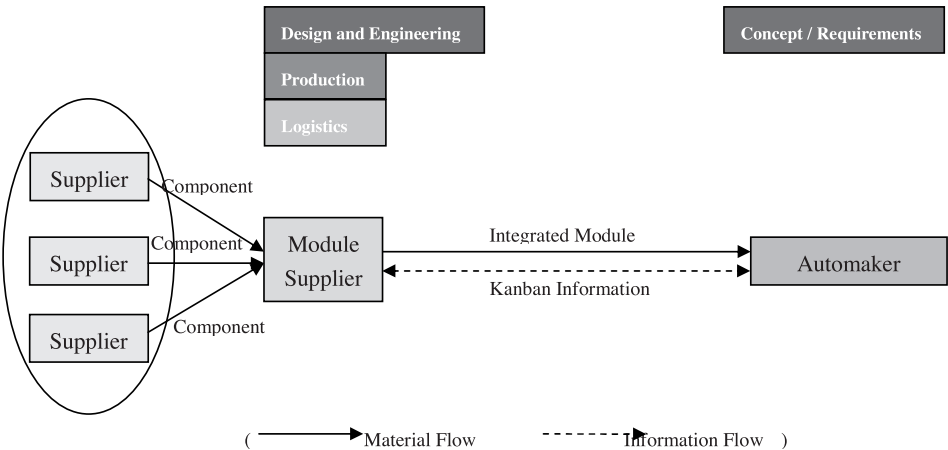 Design and Engineering
Concept / Requirements
Production
Logistics
Supplier
Component
Supplier
Component
Supplier
Component
Module
Supplier
Integrated Module
Kanban Information
Automaker
( Material Flow Information Flow )